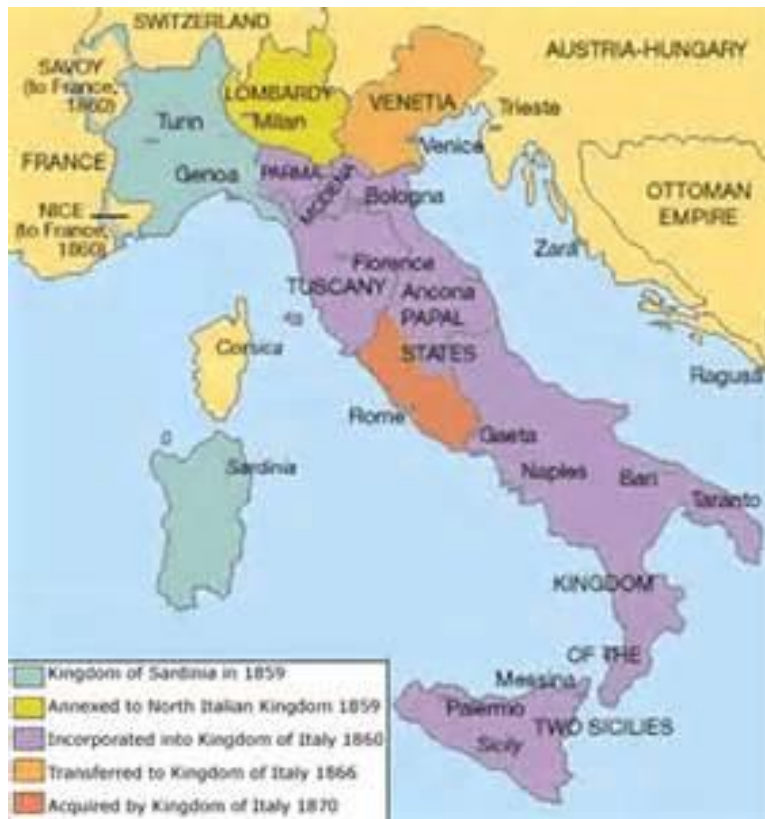 SWITZERLAND
AUSTRIA-HUNGARY
SAVOY
(to France,
1860)
LOMBARDY
Milan
VENETIA
Trieste
Turin
Venice
FRANCE
Genoa
PARMA
MODENA
Bologna
OTTOMAN
EMPIRE
NICE
(to France,
1860)
Zara
Florence
TUSCANY
Ancona
PAPAL
STATES
Corsica
Ragusa
Rome
Gaeta
Sardinia
Naples
Bari
Taranto
KINGDOM
OF THE
Messina
Palermo
TWO SICILIES
Sicily
Kingdom of Sardinia in 1859
Annexed to North Italian Kingdom 1859
Incorporated into Kingdom of Italy 1860
Transferred to Kingdom of Italy 1866
Acquired by Kingdom of Italy 1870